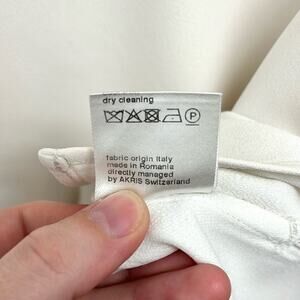 dry cleaning
P
fabric origin Italy
made in Romania
directly managed
by AKRIS Switzerland